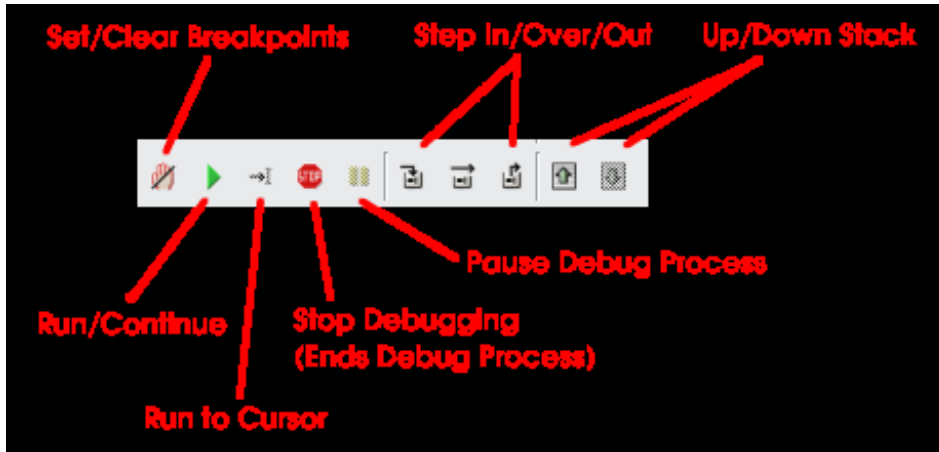 Set/Clear Breakpoints
Step In/Over/Out
Up/Down Stack
STOP
Pause Debug Process
Run/Continue
Stop Debugging
(Ends Debug Process)
Run to Cursor